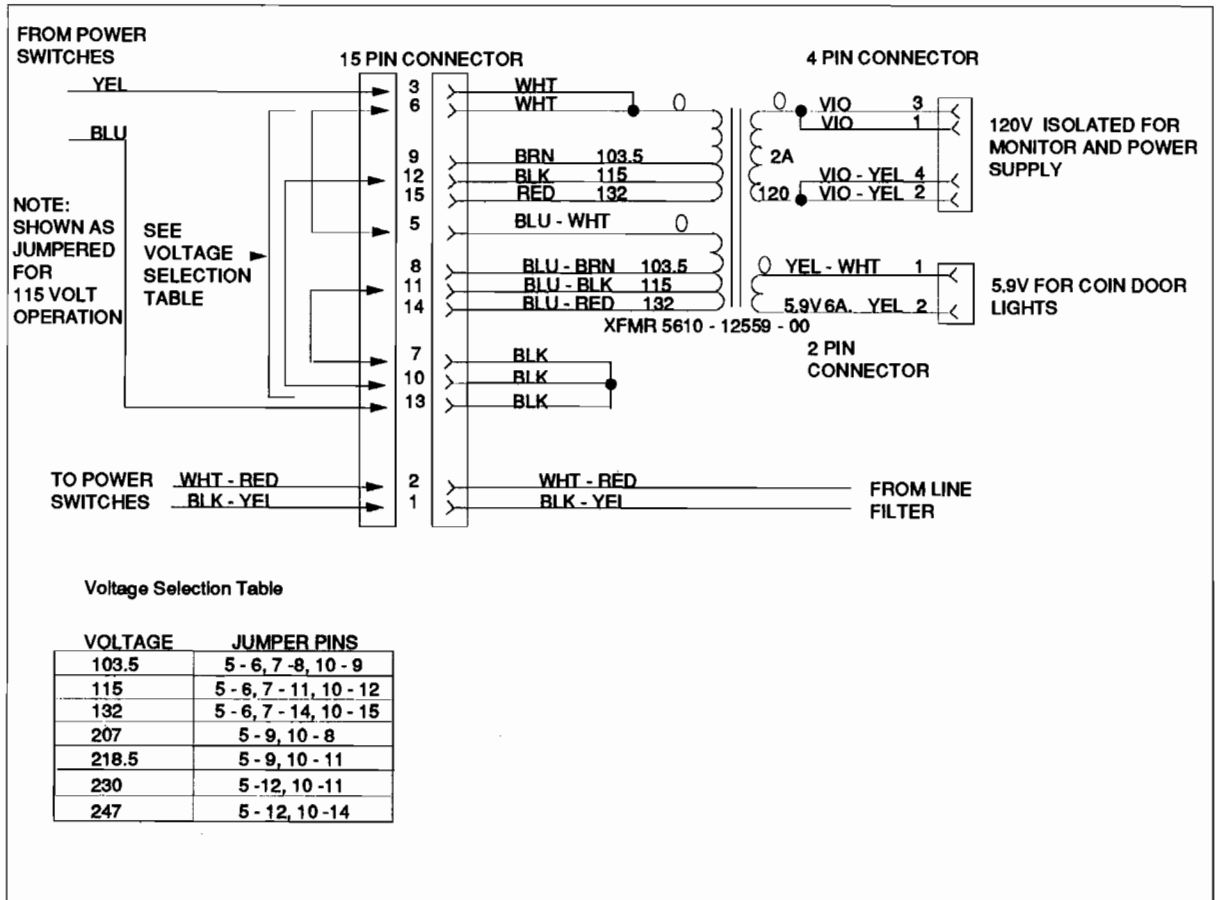 FROM POWER
SWITCHES
YEL
BLU
NOTE:
SHOWN AS
JUMPERED
FOR
115 VOLT
OPERATION
SEE
VOLTAGE
SELECTION
TABLE
15 PIN CONNECTOR
3 WHT
6 WHT 0
9 BRN 103.5
12 BLK 115
15 RED 132
5 BLU - WHT 0
8 BLU - BRN 103.5
11 BLU - BLK 115
14 BLU - RED 132
XFMR 5610 - 12559 - 00
7 BLK
10 BLK
13 BLK
4 PIN CONNECTOR
0 VIO 3
VIO 1
2A
VIO - YEL 4
120 VIO - YEL 2
120V ISOLATED FOR
MONITOR AND POWER
SUPPLY
0 YEL - WHT 1
5.9V 6A. YEL 2
5.9V FOR COIN DOOR
LIGHTS
2 PIN
CONNECTOR
TO POWER
SWITCHES
WHT - RED 2 WHT - RED
BLK - YEL 1 BLK - YEL
FROM LINE
FILTER
Voltage Selection Table
VOLTAGE JUMPER PINS
103.5 5 - 6, 7 -8, 10 - 9
115 5 - 6, 7 - 11, 10 - 12
132 5 - 6, 7 - 14, 10 - 15
207 5 - 9, 10 - 8
218.5 5 - 9, 10 - 11
230 5 -12, 10 -11
247 5 - 12, 10 -14